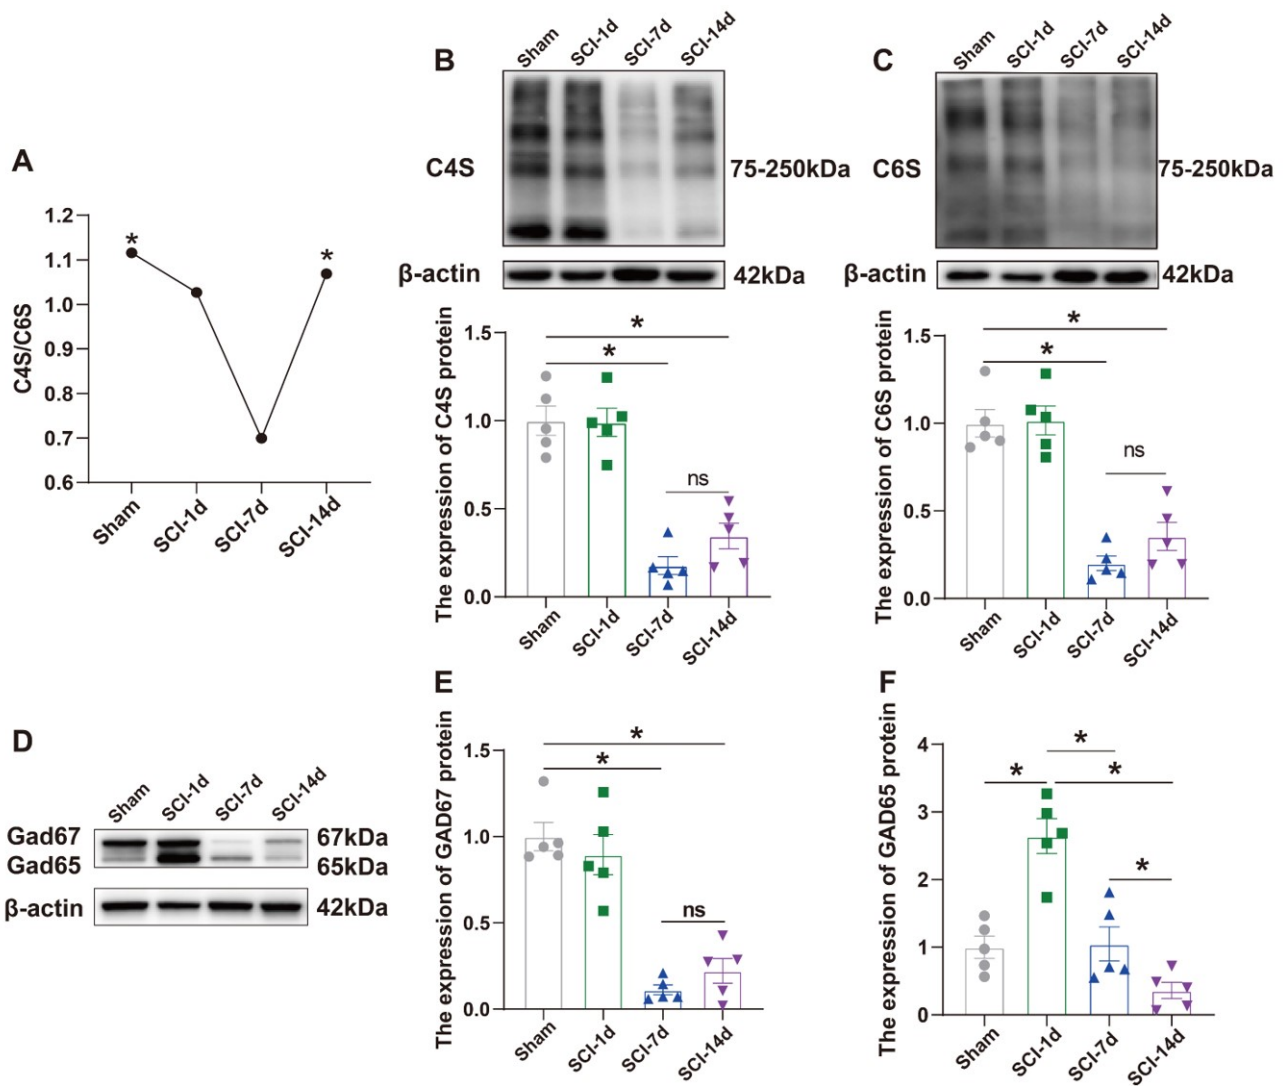 A
C4S/C6S
1.2
1.1
1.0
0.9
0.8
0.7
0.6
*
*
Sham
SCI-1d
SCI-7d
SCI-14d
B
Sham
SCI-1d
SCI-7d
SCI-14d
C4S
75-250kDa
β-actin
42kDa
The expression of C4S protein
1.5
1.0
0.5
0.0
*
*
ns
Sham
SCI-1d
SCI-7d
SCI-14d
C
Sham
SCI-1d
SCI-7d
SCI-14d
C6S
75-250kDa
β-actin
42kDa
The expression of C6S protein
1.5
1.0
0.5
0.0
*
*
ns
Sham
SCI-1d
SCI-7d
SCI-14d
D
Sham
SCI-1d
SCI-7d
SCI-14d
Gad67
67kDa
Gad65
65kDa
β-actin
42kDa
E
The expression of GAD67 protein
1.5
1.0
0.5
0.0
*
*
ns
Sham
SCI-1d
SCI-7d
SCI-14d
F
The expression of GAD65 protein
4
3
2
1
0
*
*
*
*
Sham
SCI-1d
SCI-7d
SCI-14d